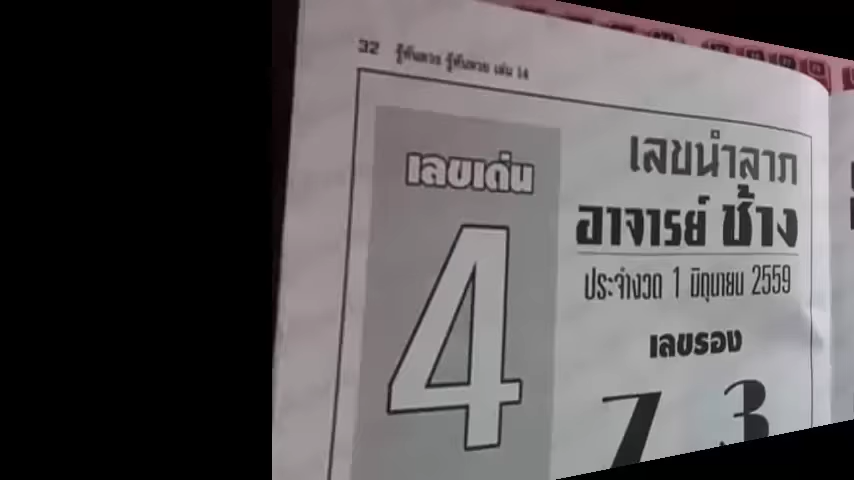 32 รู้ทันหวย รู้ทันรวย เล่ม 14
เลขเด่น
4
เลขนำลาภ
อาจารย์ ช้าง
ประจำงวด 1 มิถุนายน 2559
เลขรอง
7 3